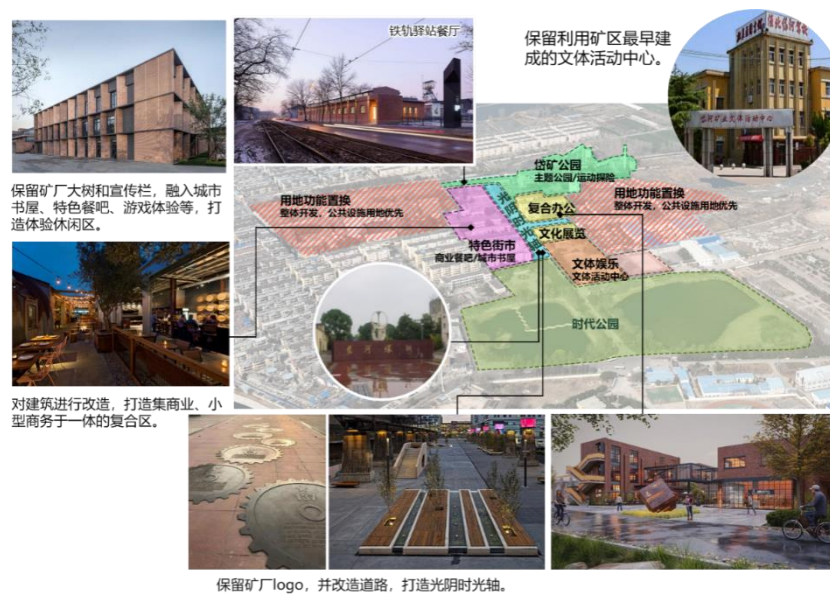 铁轨驿站餐厅
保留利用矿区最早建
成的文体活动中心。
保留矿厂大树和宣传栏，融入城市
书屋、特色餐吧、游戏体验等，打
造体验休闲区。
岱矿公园
主题公园/运动探险
用地功能置换
整体开发，公共设施用地优先
复合办公
用地功能置换
整体开发，公共设施用地优先
文化展览
特色街市
商业餐吧/城市书屋
文体娱乐
文体活动中心
时代公园
对建筑进行改造，打造集商业、小
型商务于一体的复合区。
保留矿厂logo，并改造道路，打造光阴时光轴。